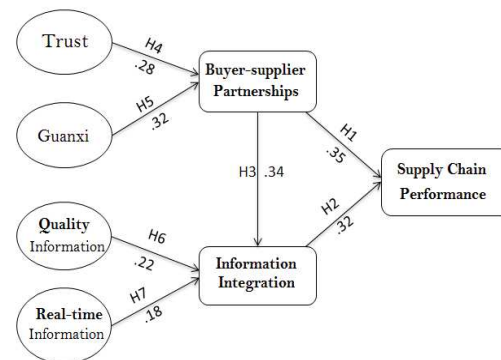 Trust
H4
.28
Buyer-supplier
Partnerships
Guanxi
H5
.32
H1
.35
H3 .34
Supply Chain
Performance
H2
.32
Quality
Information
H6
.22
Information
Integration
Real-time
Information
H7
.18